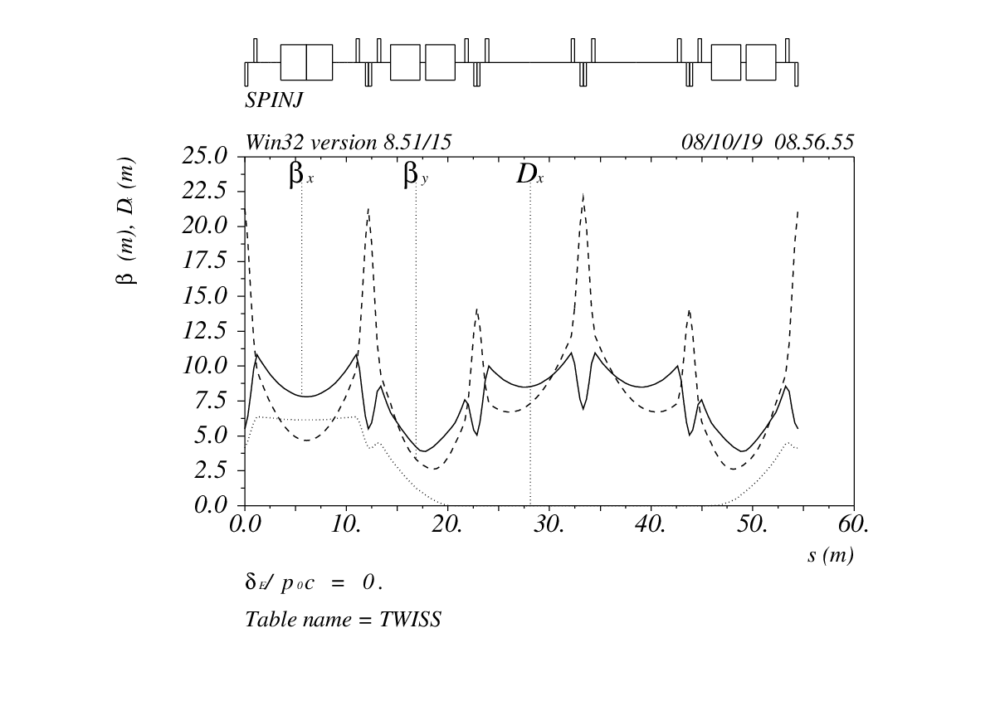 SPINJ
Win32 version 8.51/15 08/10/19 08.56.55
β (m), Dx (m)
βx βy Dx
25.0
22.5
20.0
17.5
15.0
12.5
10.0
7.5
5.0
2.5
0.0
0.0 10. 20. 30. 40. 50. 60.
s (m)
δE/ p0c = 0.
Table name = TWISS